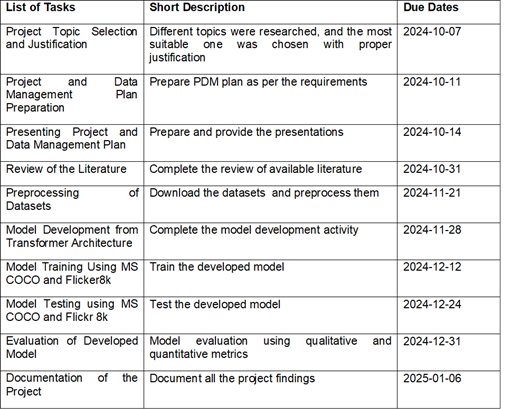 List of Tasks Short Description Due Dates
Project Topic Selection Different topics were researched, and the most 2024-10-07
and Justification suitable one was chosen with proper
justification
Project and Data Prepare PDM plan as per the requirements 2024-10-11
Management Plan
Preparation
Presenting Project and Prepare and provide the presentations 2024-10-14
Data Management Plan
Review of the Literature Complete the review of available literature 2024-10-31
Preprocessing of Download the datasets and preprocess them 2024-11-21
Datasets
Model Development from Complete the model development activity 2024-11-28
Transformer Architecture
Model Training Using MS Train the developed model 2024-12-12
COCO and Flicker8k
Model Testing using MS Test the developed model 2024-12-24
COCO and Flickr 8k
Evaluation of Developed Model evaluation using qualitative and 2024-12-31
Model quantitative metrics
Documentation of the Document all the project findings 2025-01-06
Project